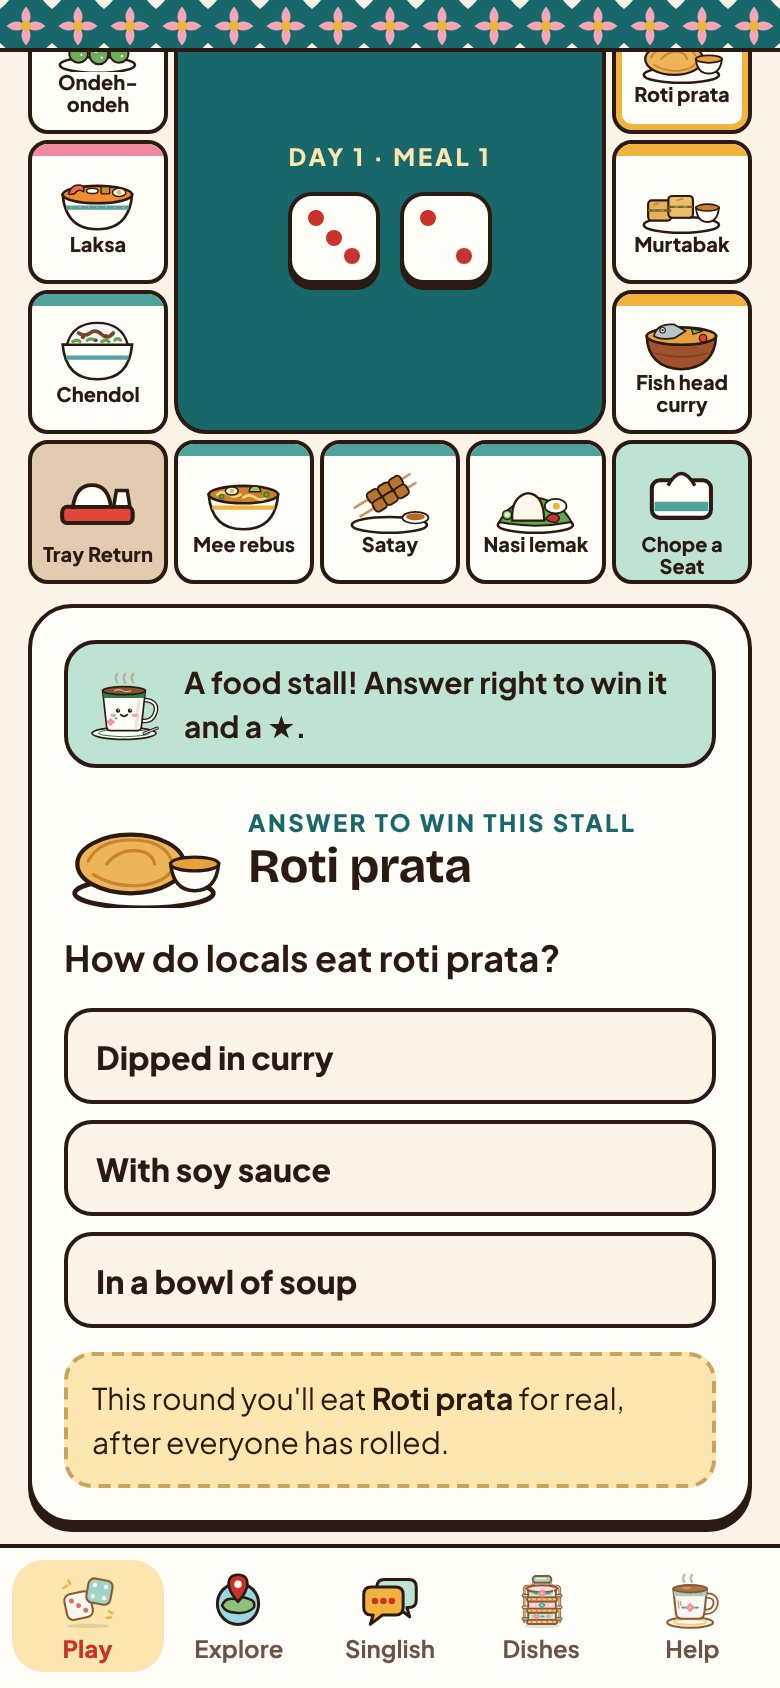 Ondeh-
ondeh
Roti prata
DAY 1 · MEAL 1
Laksa
Murtabak
Chendol
Fish head
curry
Tray Return
Mee rebus
Satay
Nasi lemak
Chope a
Seat
A food stall! Answer right to win it
and a ★.
ANSWER TO WIN THIS STALL
Roti prata
How do locals eat roti prata?
Dipped in curry
With soy sauce
In a bowl of soup
This round you'll eat Roti prata for real,
after everyone has rolled.
Play
Explore
Singlish
Dishes
Help